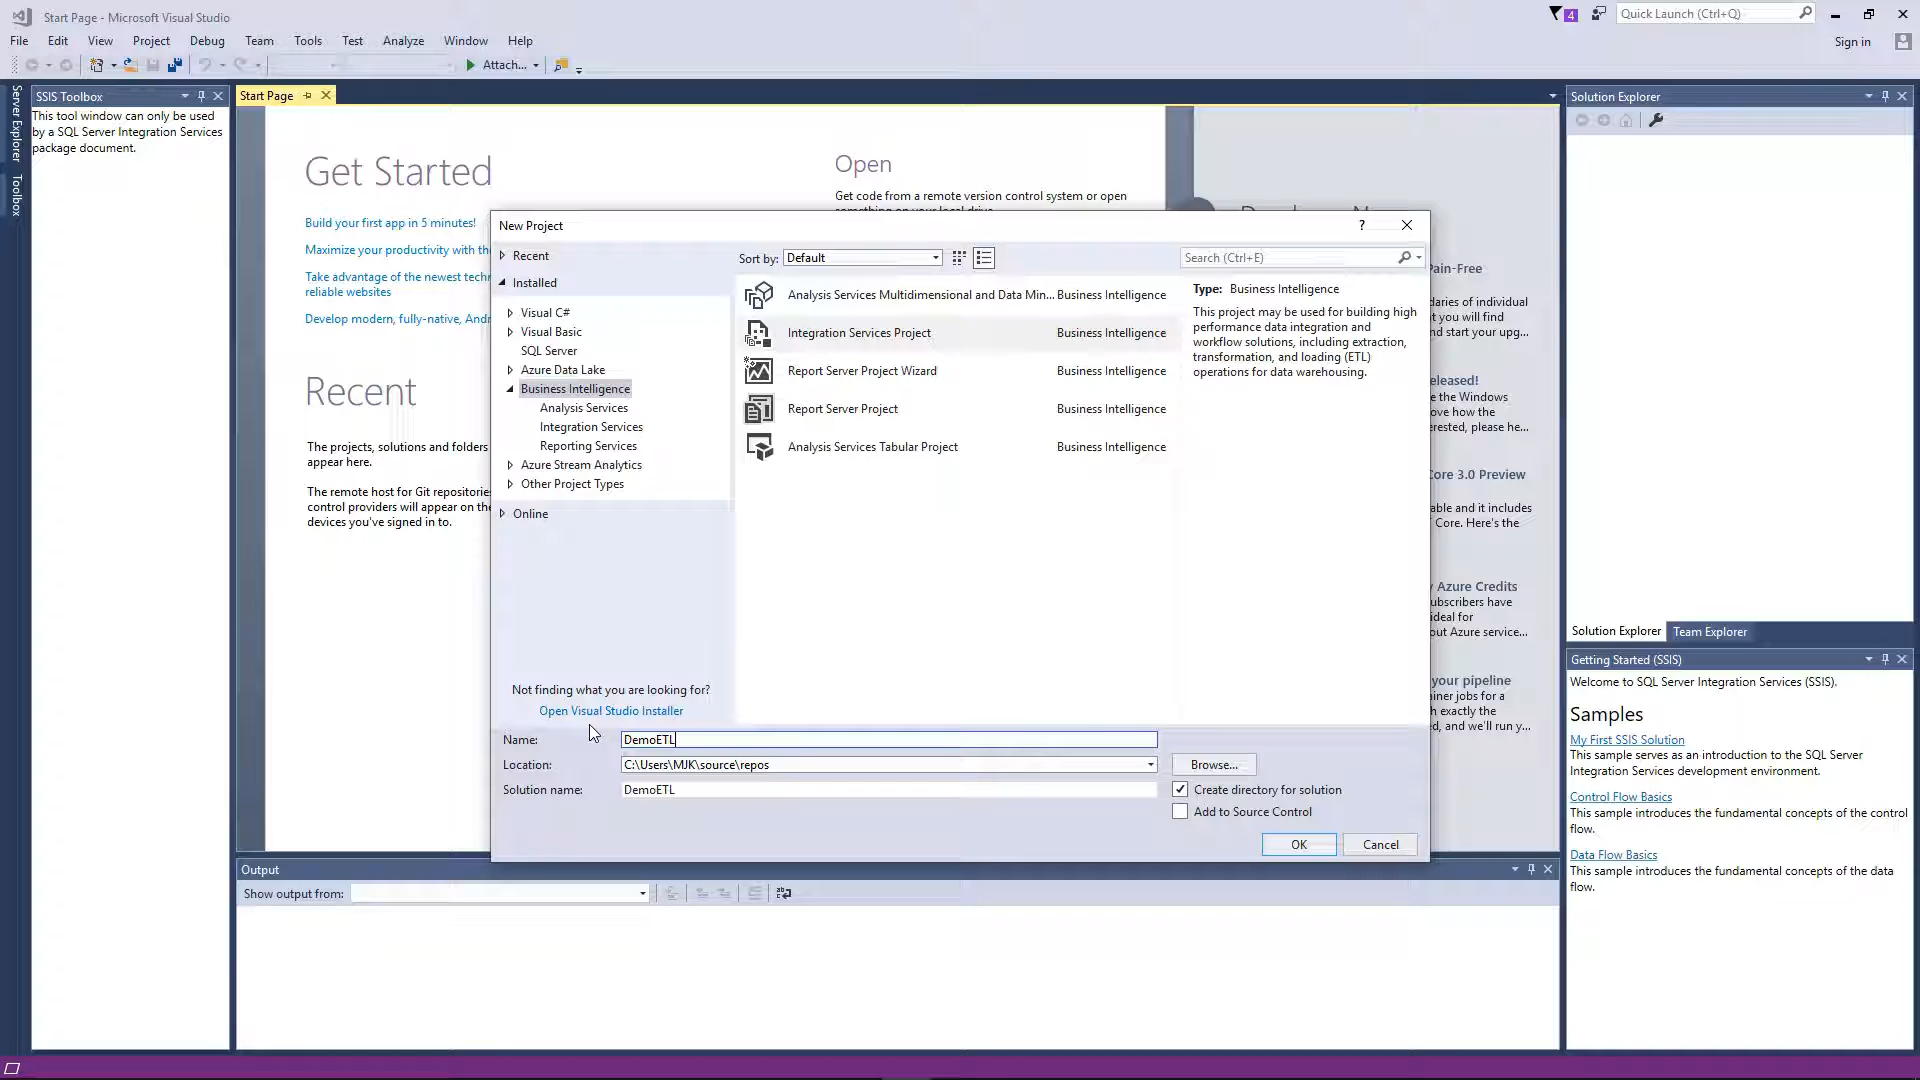 Start Page - Microsoft Visual Studio
4
Quick Launch (Ctrl+Q)
File Edit View Project Debug Team Tools Test Analyze Window Help
Sign in
Attach...
Server Explorer
Toolbox
SSIS Toolbox
This tool window can only be used
by a SQL Server Integration Services
package document.
Start Page
Get Started
Build your first app in 5 minutes!
Maximize your productivity with the
Take advantage of the newest techn
reliable websites
Develop modern, fully-native, And
Recent
The projects, solutions and folders
appear here.
The remote host for Git repositories
control providers will appear on the
devices you've signed in to.
Open
Get code from a remote version control system or open
something on your local drive.
New Project
?
Recent
Installed
Visual C#
Visual Basic
SQL Server
Azure Data Lake
Business Intelligence
Analysis Services
Integration Services
Reporting Services
Azure Stream Analytics
Other Project Types
Online
Not finding what you are looking for?
Open Visual Studio Installer
Sort by: Default
Search (Ctrl+E)
Analysis Services Multidimensional and Data Min... Business Intelligence
Integration Services Project Business Intelligence
Report Server Project Wizard Business Intelligence
Report Server Project Business Intelligence
Analysis Services Tabular Project Business Intelligence
Type: Business Intelligence
This project may be used for building high
performance data integration and
workflow solutions, including extraction,
transformation, and loading (ETL)
operations for data warehousing.
Name: DemoETL
Location: C:\Users\MJK\source\repos
Browse...
Solution name: DemoETL
Create directory for solution
Add to Source Control
OK Cancel
Pain-Free
daries of individual
t you will find
nd start your upg...
eleased!
e the Windows
ove how the
erested, please he...
Core 3.0 Preview
able and it includes
Core. Here's the
y Azure Credits
ubscribers have
ideal for
out Azure service...
your pipeline
iner jobs for a
h exactly the
d, and we'll run y...
Solution Explorer
Solution Explorer Team Explorer
Getting Started (SSIS)
Welcome to SQL Server Integration Services (SSIS).
Samples
My First SSIS Solution
This sample serves as an introduction to the SQL Server
Integration Services development environment.
Control Flow Basics
This sample introduces the fundamental concepts of the control
flow.
Data Flow Basics
This sample introduces the fundamental concepts of the data
flow.
Output
Show output from: